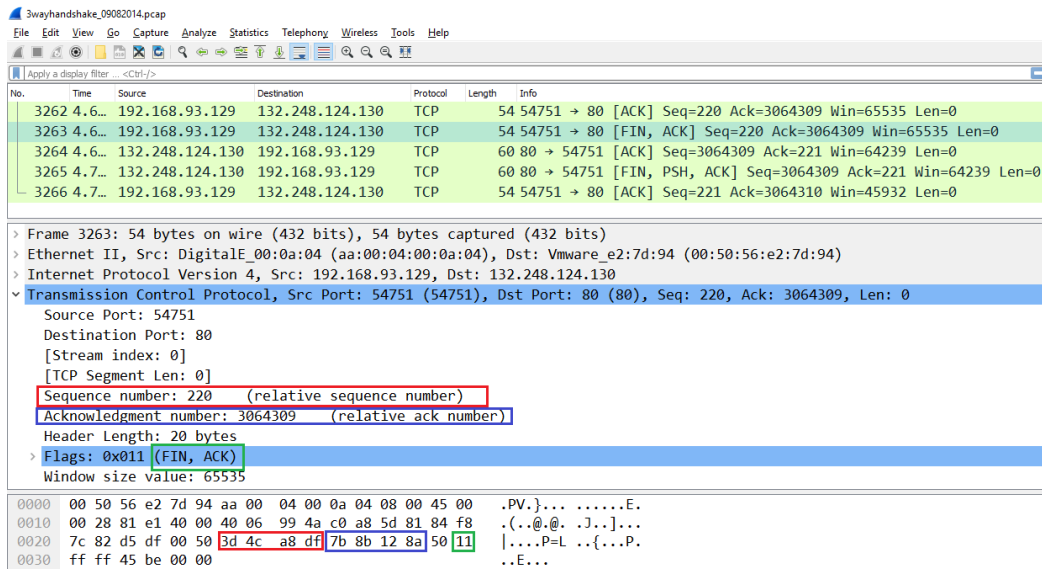 3wayhandshake_09082014.pcap
File Edit View Go Capture Analyze Statistics Telephony Wireless Tools Help
Apply a display filter ... <Ctrl-/>
No. Time Source Destination Protocol Length Info
3262 4.6… 192.168.93.129 132.248.124.130 TCP 54 54751 → 80 [ACK] Seq=220 Ack=3064309 Win=65535 Len=0
3263 4.6… 192.168.93.129 132.248.124.130 TCP 54 54751 → 80 [FIN, ACK] Seq=220 Ack=3064309 Win=65535 Len=0
3264 4.6… 132.248.124.130 192.168.93.129 TCP 60 80 → 54751 [ACK] Seq=3064309 Ack=221 Win=64239 Len=0
3265 4.7… 132.248.124.130 192.168.93.129 TCP 60 80 → 54751 [FIN, PSH, ACK] Seq=3064309 Ack=221 Win=64239 Len=0
3266 4.7… 192.168.93.129 132.248.124.130 TCP 54 54751 → 80 [ACK] Seq=221 Ack=3064310 Win=45932 Len=0
> Frame 3263: 54 bytes on wire (432 bits), 54 bytes captured (432 bits)
> Ethernet II, Src: DigitalE_00:0a:04 (aa:00:04:00:0a:04), Dst: Vmware_e2:7d:94 (00:50:56:e2:7d:94)
> Internet Protocol Version 4, Src: 192.168.93.129, Dst: 132.248.124.130
Transmission Control Protocol, Src Port: 54751 (54751), Dst Port: 80 (80), Seq: 220, Ack: 3064309, Len: 0
Source Port: 54751
Destination Port: 80
[Stream index: 0]
[TCP Segment Len: 0]
Sequence number: 220 (relative sequence number)
Acknowledgment number: 3064309 (relative ack number)
Header Length: 20 bytes
> Flags: 0x011 (FIN, ACK)
Window size value: 65535
0000 00 50 56 e2 7d 94 aa 00 04 00 0a 04 08 00 45 00 .PV.}... ......E.
0010 00 28 81 e1 40 00 40 06 99 4a c0 a8 5d 81 84 f8 .(..@.@. .J..]...
0020 7c 82 d5 df 00 50 3d 4c a8 df 7b 8b 12 8a 50 11 |....P=L ..{...P.
0030 ff ff 45 be 00 00 ..E...